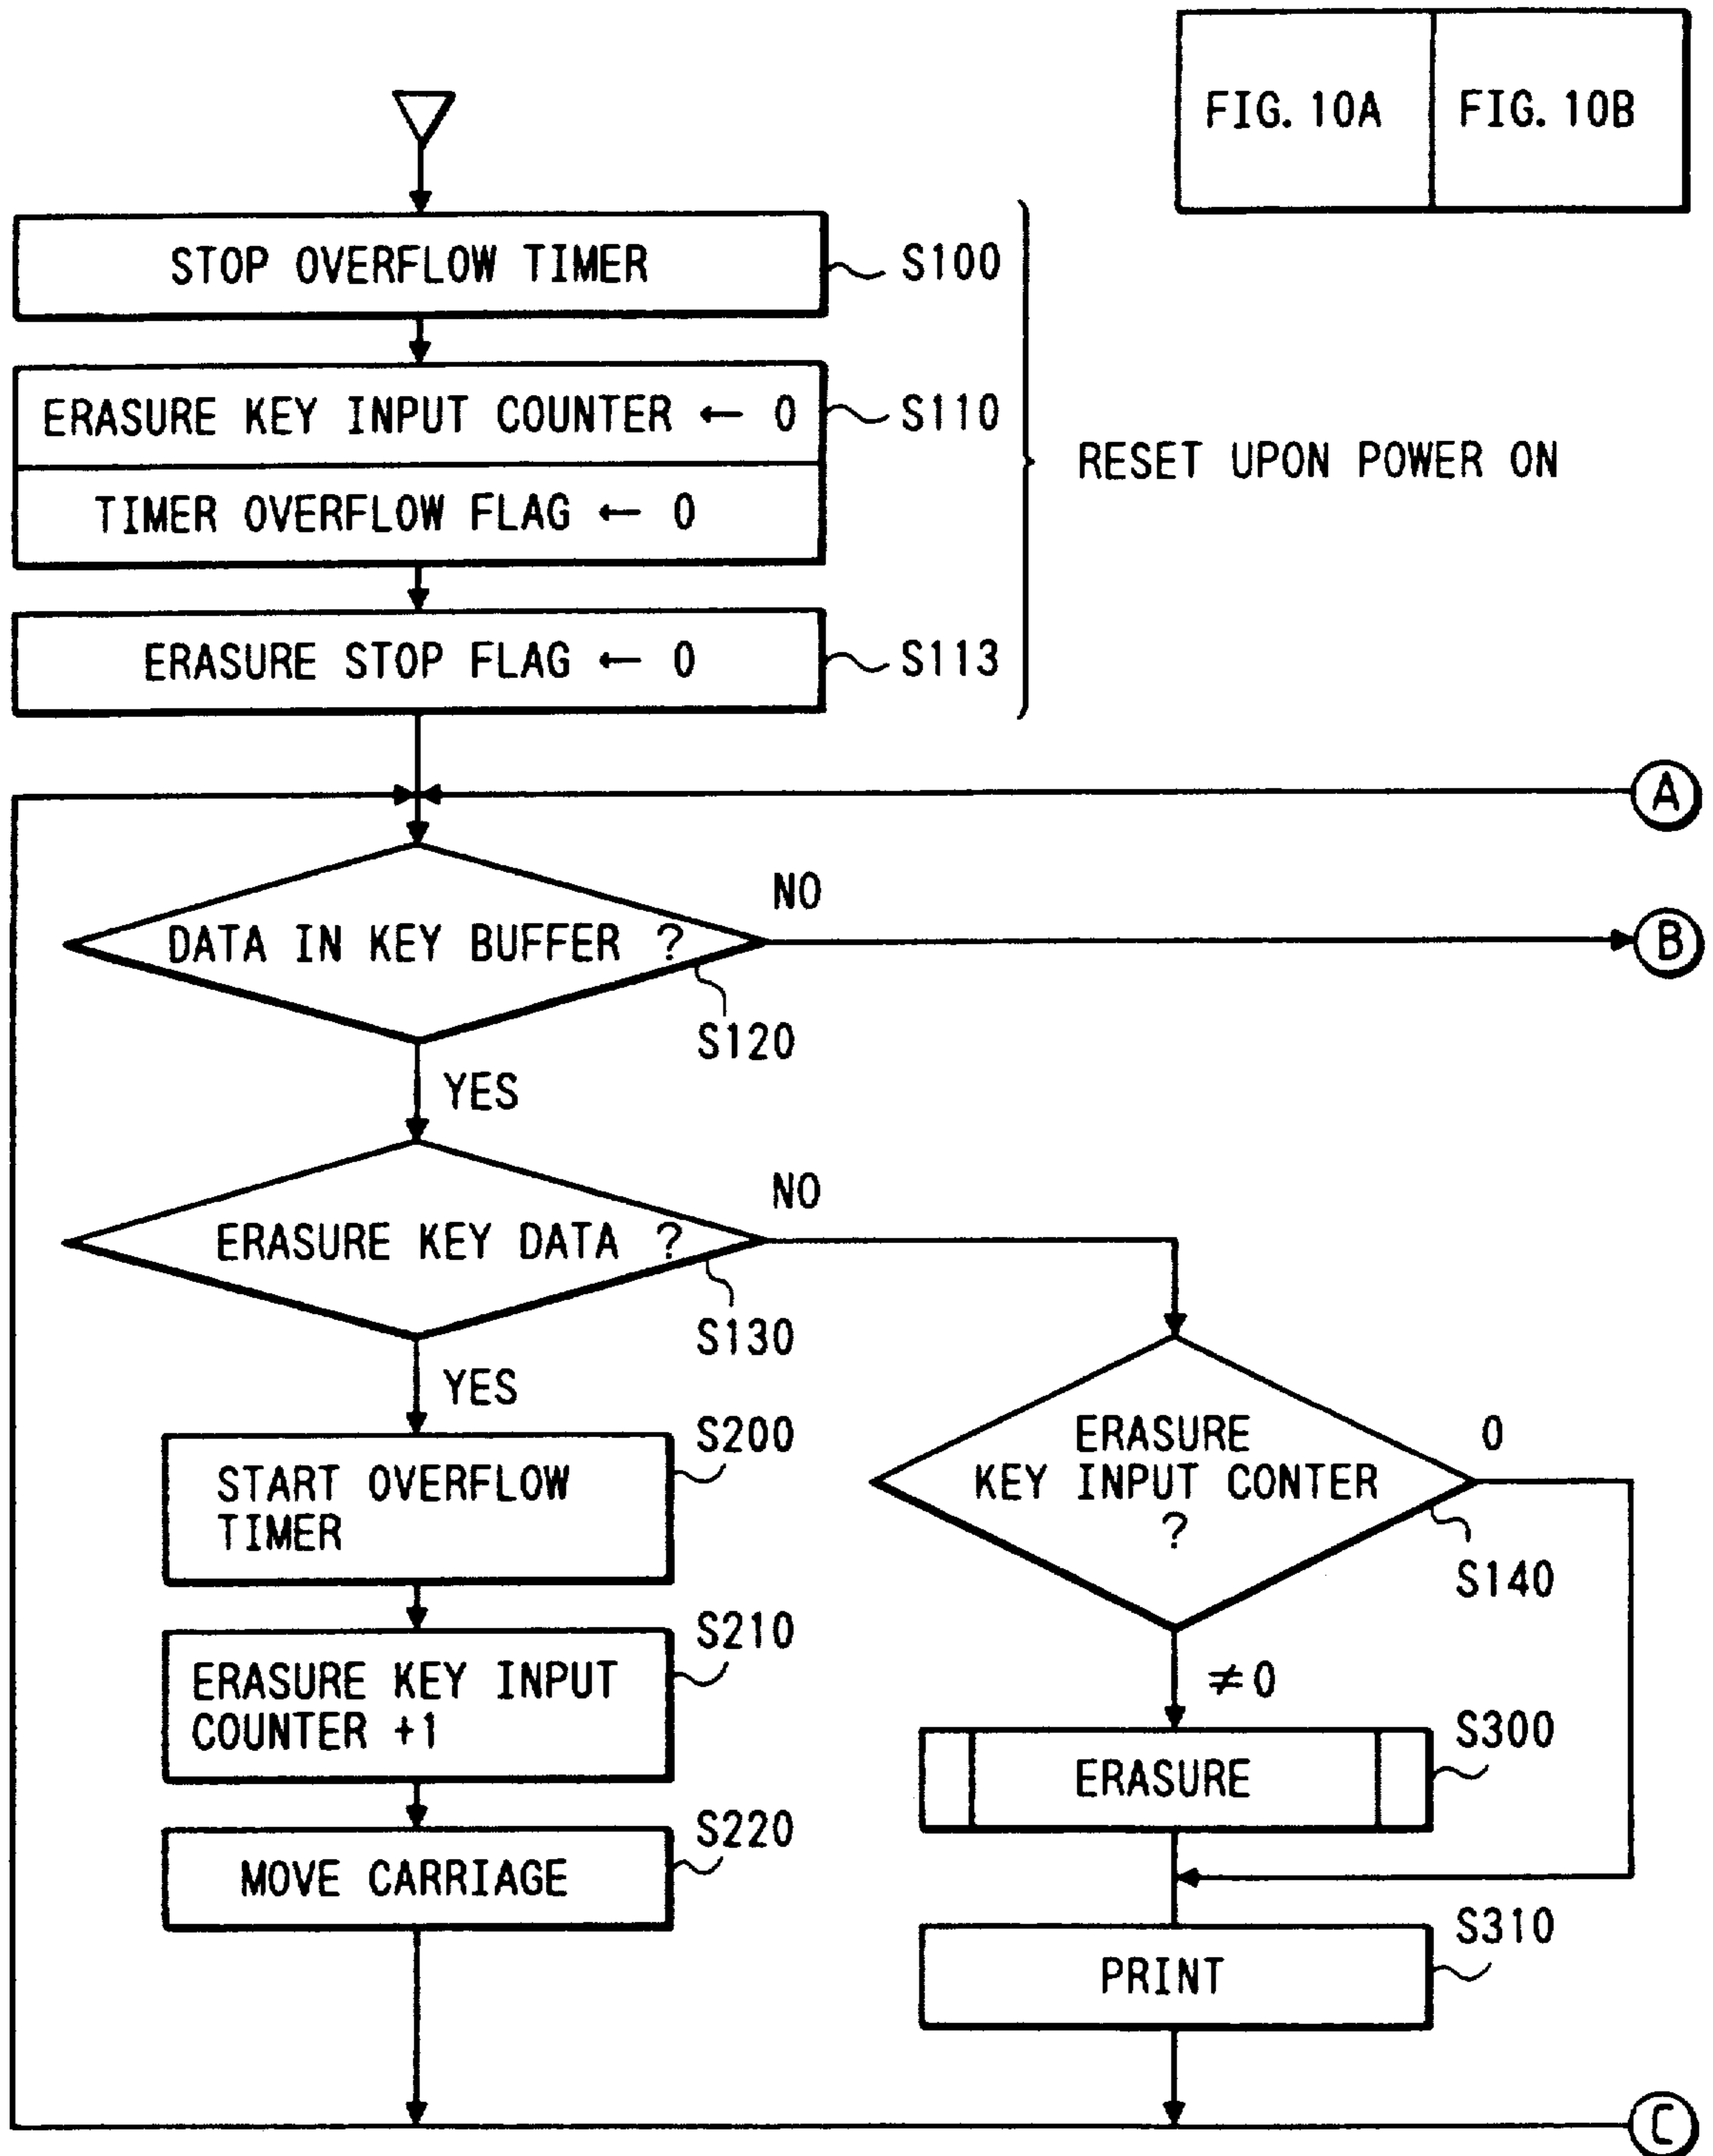 FIG. 10A
FIG. 10B
STOP OVERFLOW TIMER
S100
ERASURE KEY INPUT COUNTER ← 0
S110
TIMER OVERFLOW FLAG ← 0
RESET UPON POWER ON
ERASURE STOP FLAG ← 0
S113
A
DATA IN KEY BUFFER ?
NO
B
S120
YES
ERASURE KEY DATA ?
NO
S130
YES
START OVERFLOW
TIMER
S200
ERASURE
KEY INPUT CONTER
?
0
S140
ERASURE KEY INPUT
COUNTER +1
S210
≠0
ERASURE
S300
MOVE CARRIAGE
S220
PRINT
S310
C